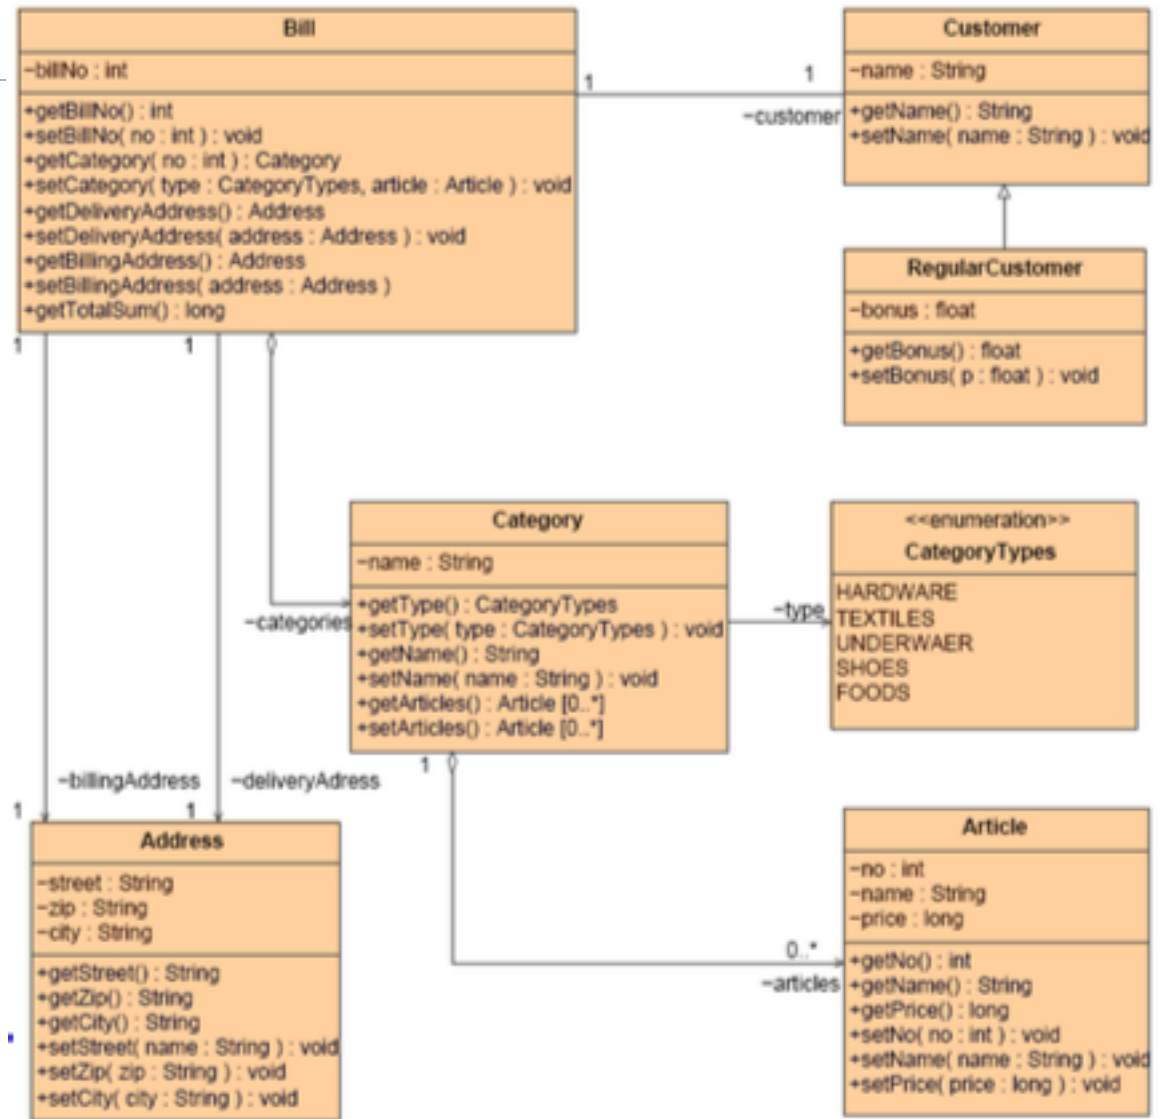 Bill
-billNo : int
+getBillNo() : int
+setBillNo( no : int ) : void
+getCategory( no : int ) : Category
+setCategory( type : CategoryTypes, article : Article ) : void
+getDeliveryAddress() : Address
+setDeliveryAddress( address : Address ) : void
+getBillingAddress() : Address
+setBillingAddress( address : Address )
+getTotalSum() : long
1
1
-customer
Customer
-name : String
+getName() : String
+setName( name : String ) : void
RegularCustomer
-bonus : float
+getBonus() : float
+setBonus( p : float ) : void
1
1
-categories
Category
-name : String
+getType() : CategoryTypes
+setType( type : CategoryTypes ) : void
+getName() : String
+setName( name : String ) : void
+getArticles() : Article [0..*]
+setArticles() : Article [0..*]
-type
<<enumeration>>
CategoryTypes
HARDWARE
TEXTILES
UNDERWAER
SHOES
FOODS
1
-billingAddress
-deliveryAdress
1
1
Address
-street : String
-zip : String
-city : String
+getStreet() : String
+getZip() : String
+getCity() : String
+setStreet( name : String ) : void
+setZip( zip : String ) : void
+setCity( city : String ) : void
0..*
-articles
Article
-no : int
-name : String
-price : long
+getNo() : int
+getName() : String
+getPrice() : long
+setNo( no : int ) : void
+setName( name : String ) : void
+setPrice( price : long ) : void